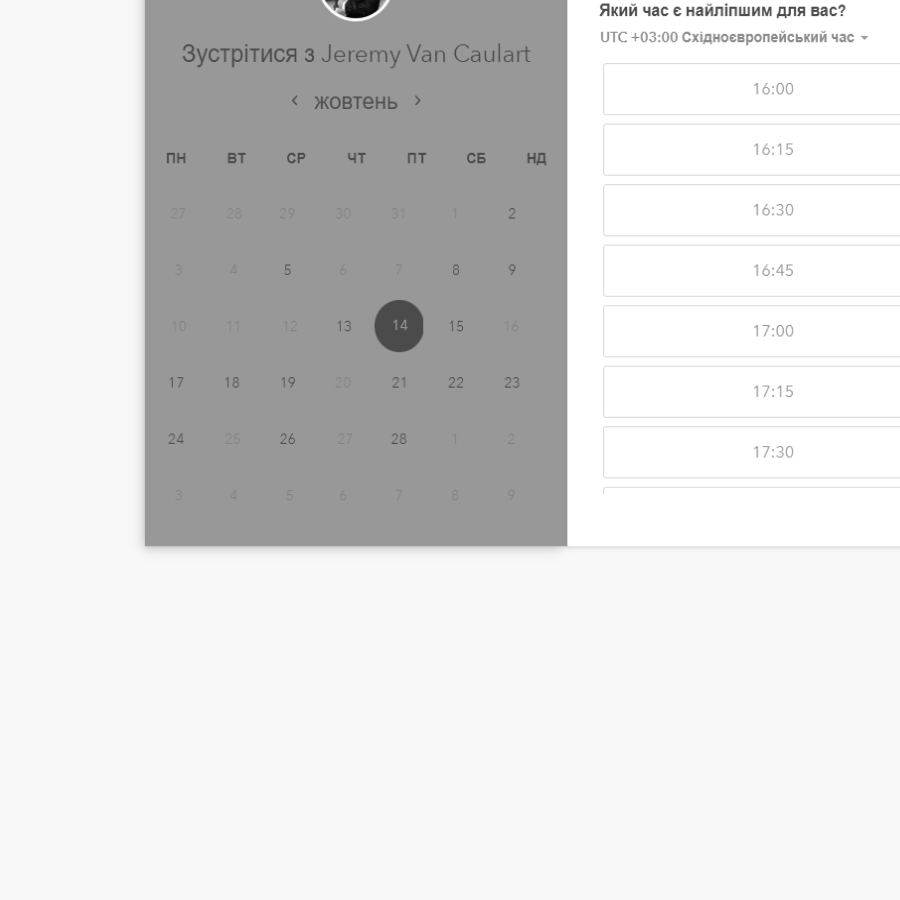 Зустрітися з Jeremy Van Caulart
жовтень
ПН ВТ СР ЧТ ПТ СБ НД
27 28 29 30 31 1 2
3 4 5 6 7 8 9
10 11 12 13 14 15 16
17 18 19 20 21 22 23
24 25 26 27 28 1 2
3 4 5 6 7 8 9
Який час є найліпшим для вас?
UTC +03:00 Східноєвропейський час
16:00
16:15
16:30
16:45
17:00
17:15
17:30